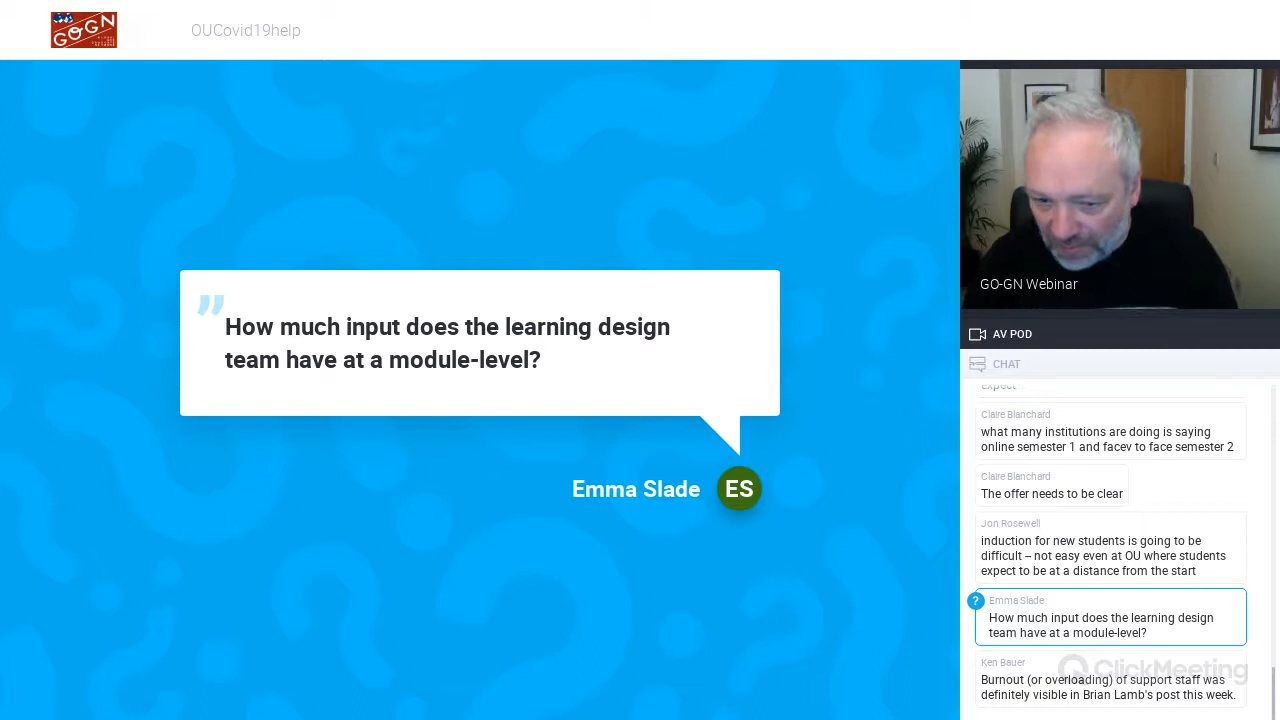 GO-GN
OUCovid19help
How much input does the learning design
team have at a module-level?
Emma Slade
ES
GO-GN Webinar
AV POD
CHAT
expect
Claire Blanchard
what many institutions are doing is saying
online semester 1 and facev to face semester 2
Claire Blanchard
The offer needs to be clear
Jon Rosewell
induction for new students is going to be
difficult – not easy even at OU where students
expect to be at a distance from the start
?
Emma Slade
How much input does the learning design
team have at a module-level?
Ken Bauer
ClickMeeting
Burnout (or overloading) of support staff was
definitely visible in Brian Lamb's post this week.